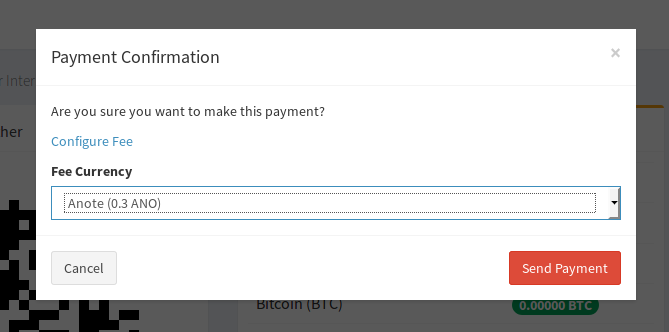 Payment Confirmation
×
r Inter
her
Are you sure you want to make this payment?
Configure Fee
Fee Currency
Anote (0.3 ANO)
Cancel
Send Payment
Bitcoin (BTC)
0.00000 BTC